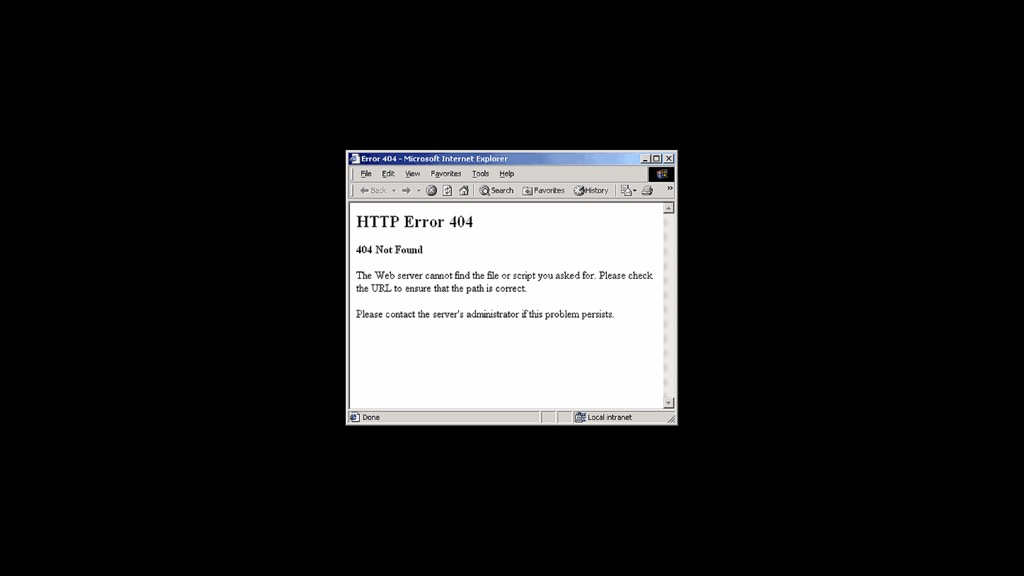 Error 404 - Microsoft Internet Explorer
File Edit View Favorites Tools Help
Back Search Favorites History »
HTTP Error 404
404 Not Found
The Web server cannot find the file or script you asked for. Please check
the URL to ensure that the path is correct.
Please contact the server's administrator if this problem persists.
Done Local intranet